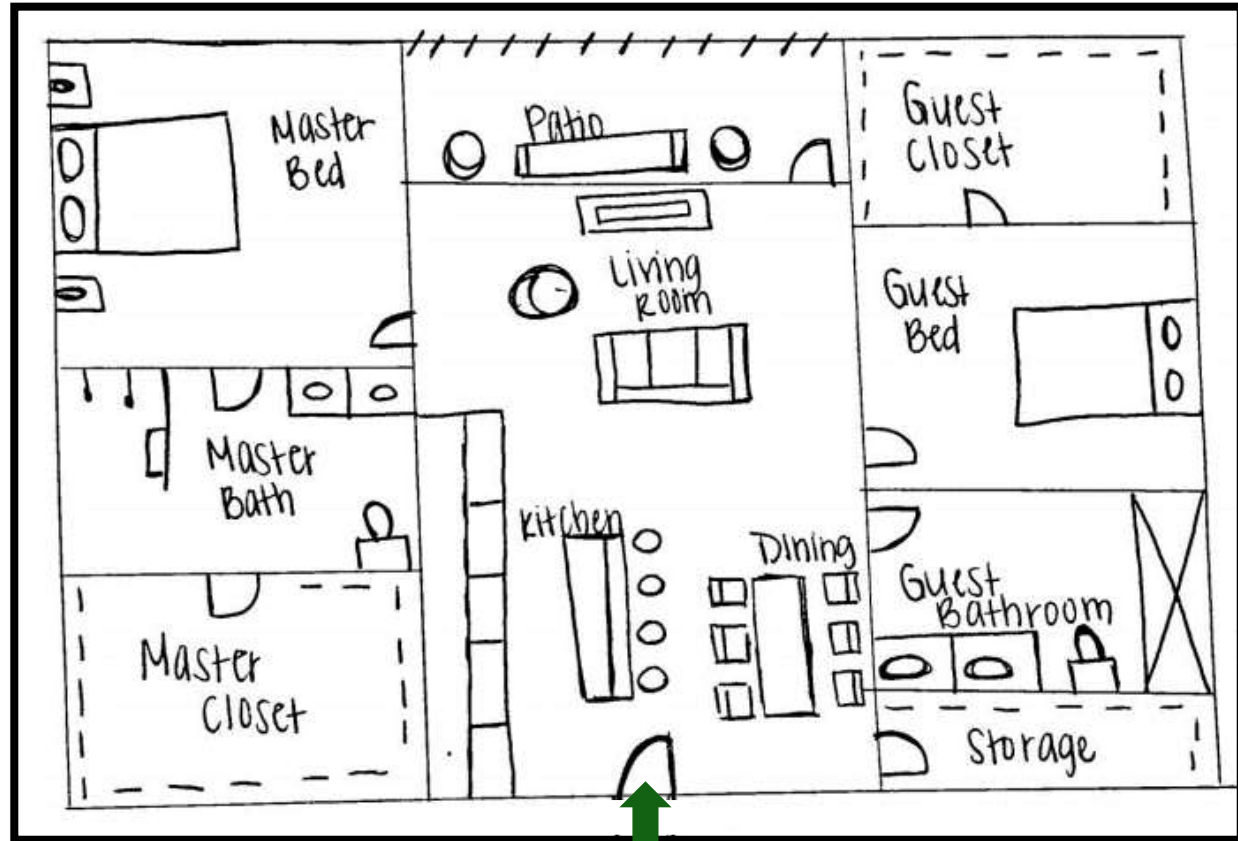 Master
Bed
Patio
Guest
Closet
Living
Room
Guest
Bed
Master
Bath
Kitchen
Dining
Guest
Bathroom
Master
Closet
Storage